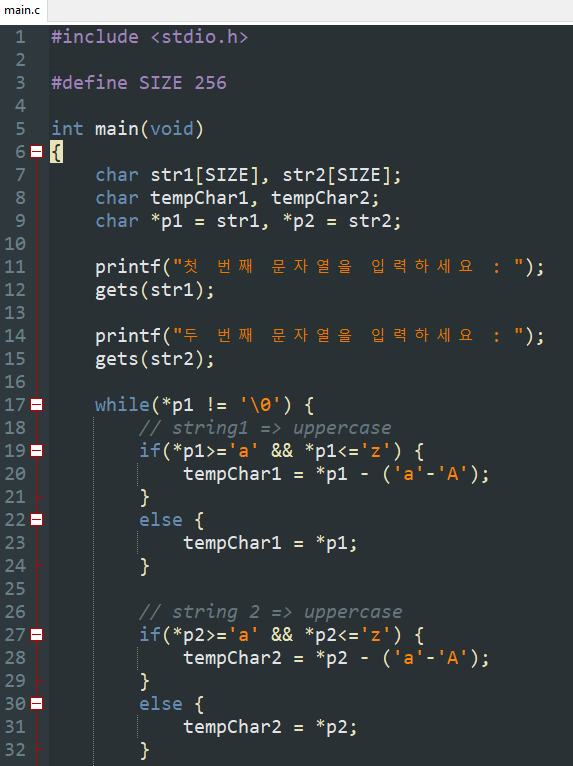 main.c
1 #include <stdio.h>
2
3 #define SIZE 256
4
5 int main(void)
6 {
7     char str1[SIZE], str2[SIZE];
8     char tempChar1, tempChar2;
9     char *p1 = str1, *p2 = str2;
10
11     printf("첫 번째 문자열을 입력하세요 : ");
12     gets(str1);
13
14     printf("두 번째 문자열을 입력하세요 : ");
15     gets(str2);
16
17     while(*p1 != '\0') {
18         // string1 => uppercase
19         if(*p1>='a' && *p1<='z') {
20             tempChar1 = *p1 - ('a'-'A');
21         }
22         else {
23             tempChar1 = *p1;
24         }
25
26         // string 2 => uppercase
27         if(*p2>='a' && *p2<='z') {
28             tempChar2 = *p2 - ('a'-'A');
29         }
30         else {
31             tempChar2 = *p2;
32         }